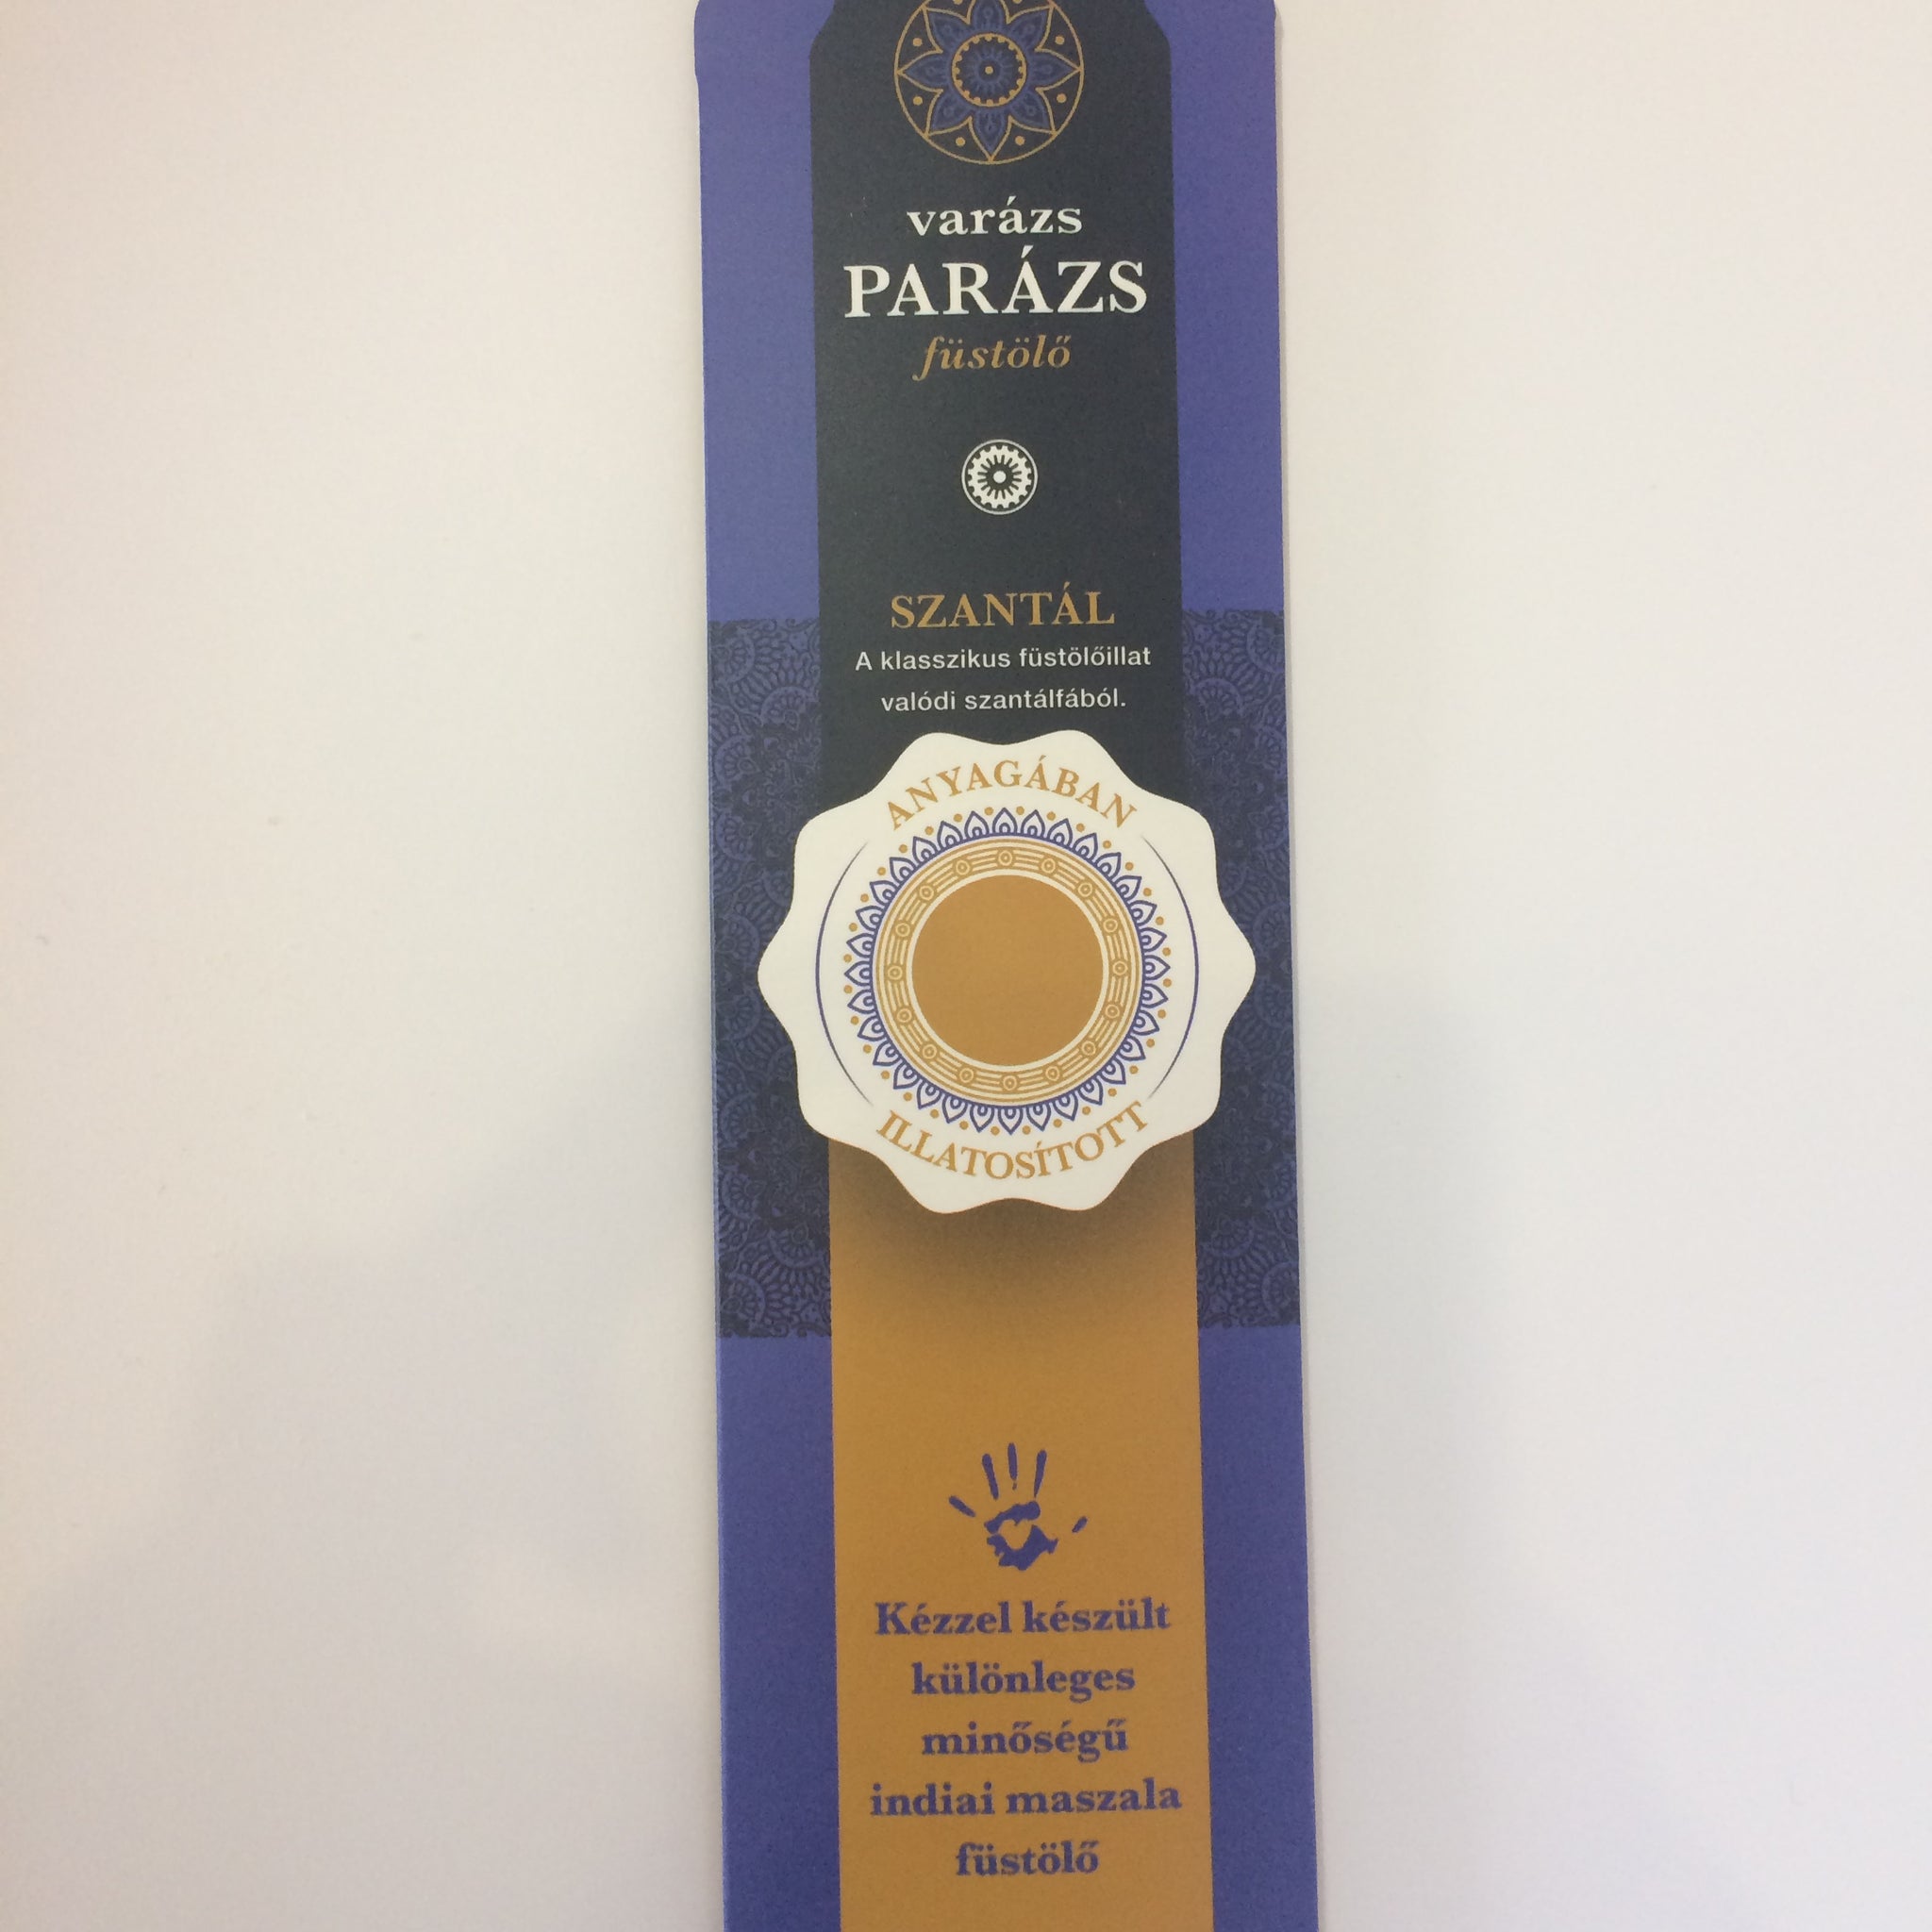 varázs
PARÁZS
füstölő
SZANTÁL
A klasszikus füstölőillat
valódi szantálfából.
ANYAGÁBAN
ILLATOSÍTOTT
Kézzel készült
különleges
minőségű
indiai maszala
füstölő